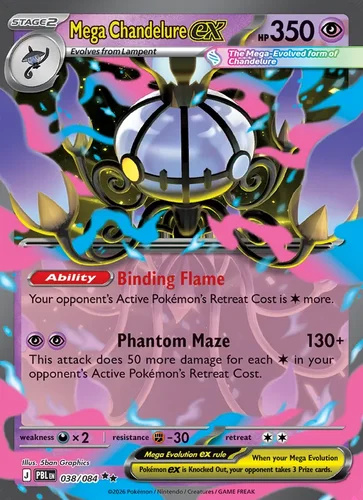 STAGE2 Mega Chandelure ex HP 350
Evolves from Lampent
The Mega-Evolved form of
Chandelure
Ability Binding Flame
Your opponent's Active Pokémon's Retreat Cost is more.
Phantom Maze 130+
This attack does 50 more damage for each in your
opponent's Active Pokémon's Retreat Cost.
weakness ×2 resistance -30 retreat
Illus. 5ban Graphics
Mega Evolution ex rule
When your Mega Evolution
Pokémon ex is Knocked Out, your opponent takes 3 Prize cards.
J PBL EN 038/084
©2026 Pokémon / Nintendo / Creatures / GAME FREAK